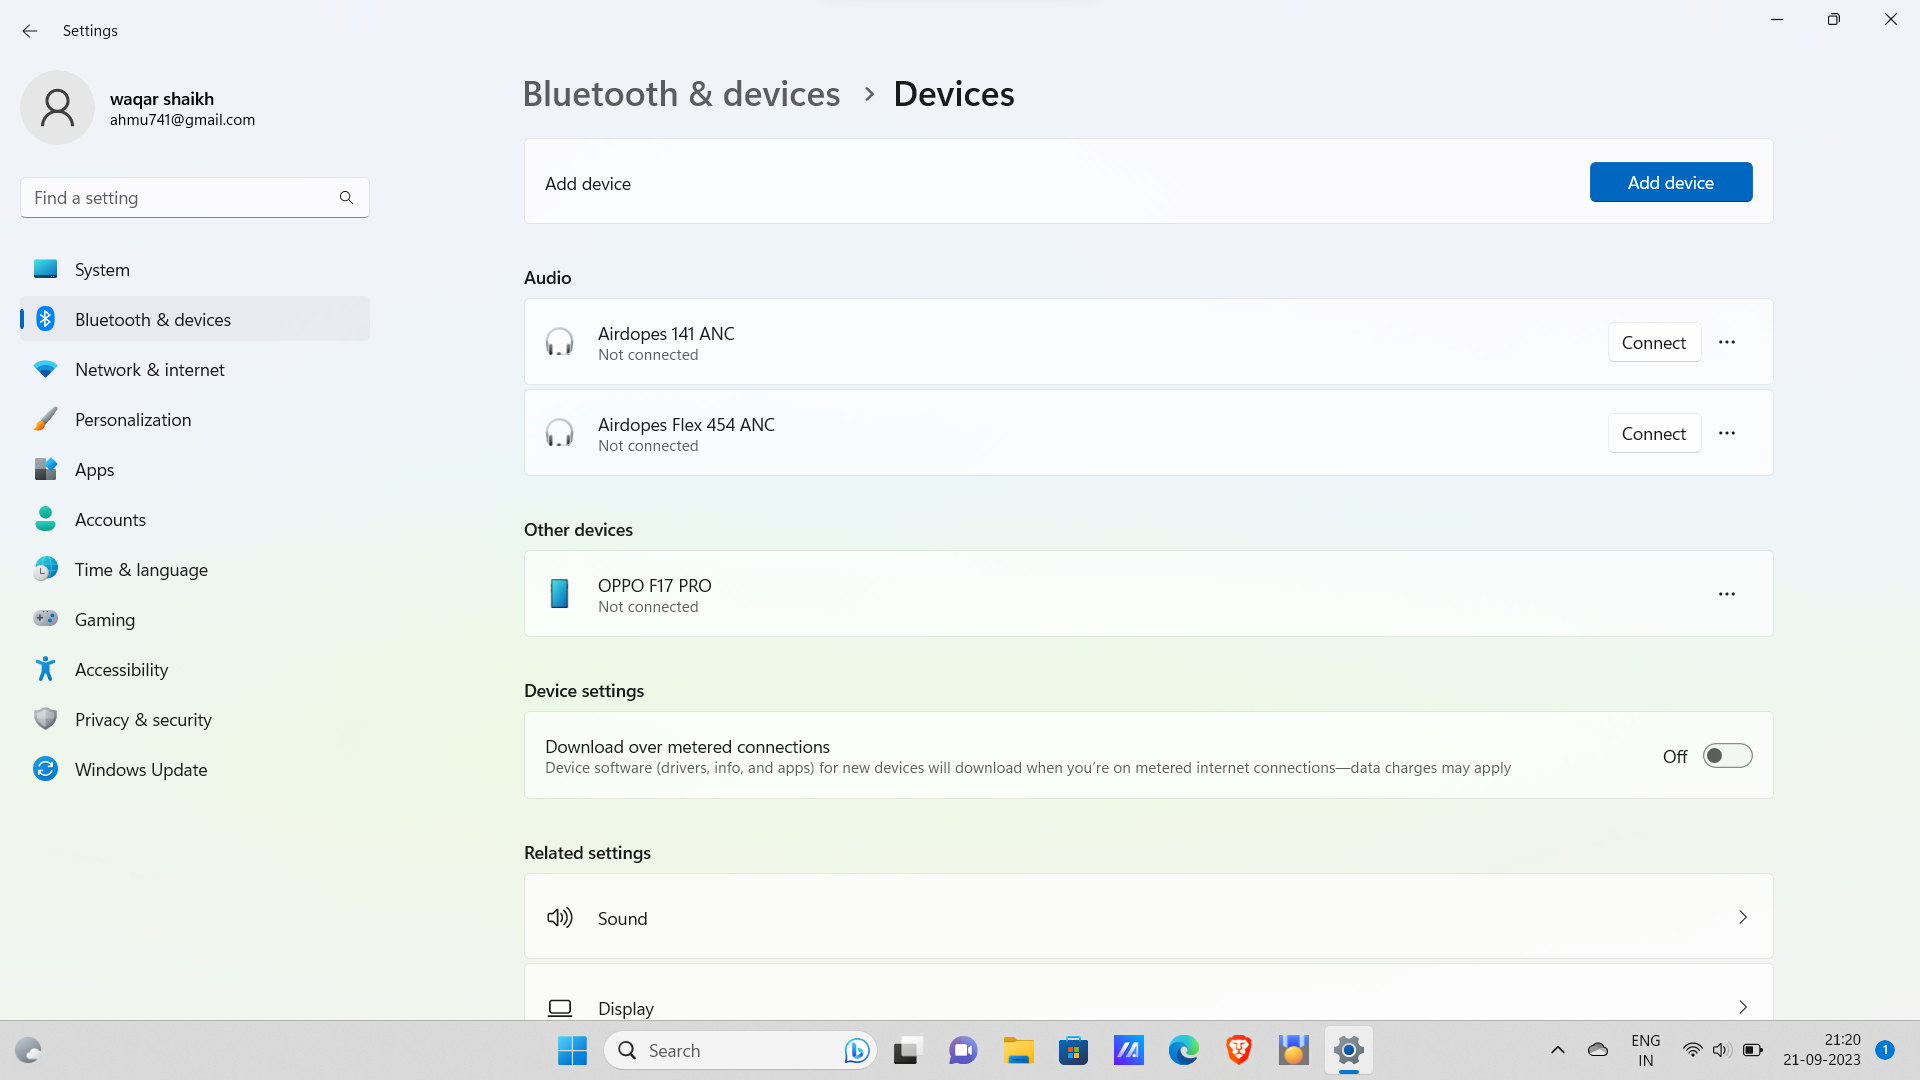 Settings
waqar shaikh
ahmu741@gmail.com
Find a setting
System
Bluetooth & devices
Network & internet
Personalization
Apps
Accounts
Time & language
Gaming
Accessibility
Privacy & security
Windows Update
Bluetooth & devices > Devices
Add device
Add device
Audio
Airdopes 141 ANC
Not connected
Connect
Airdopes Flex 454 ANC
Not connected
Connect
Other devices
OPPO F17 PRO
Not connected
Device settings
Download over metered connections
Device software (drivers, info, and apps) for new devices will download when you're on metered internet connections—data charges may apply
Off
Related settings
Sound
Display
Search
ENG
IN
21:20
21-09-2023
1